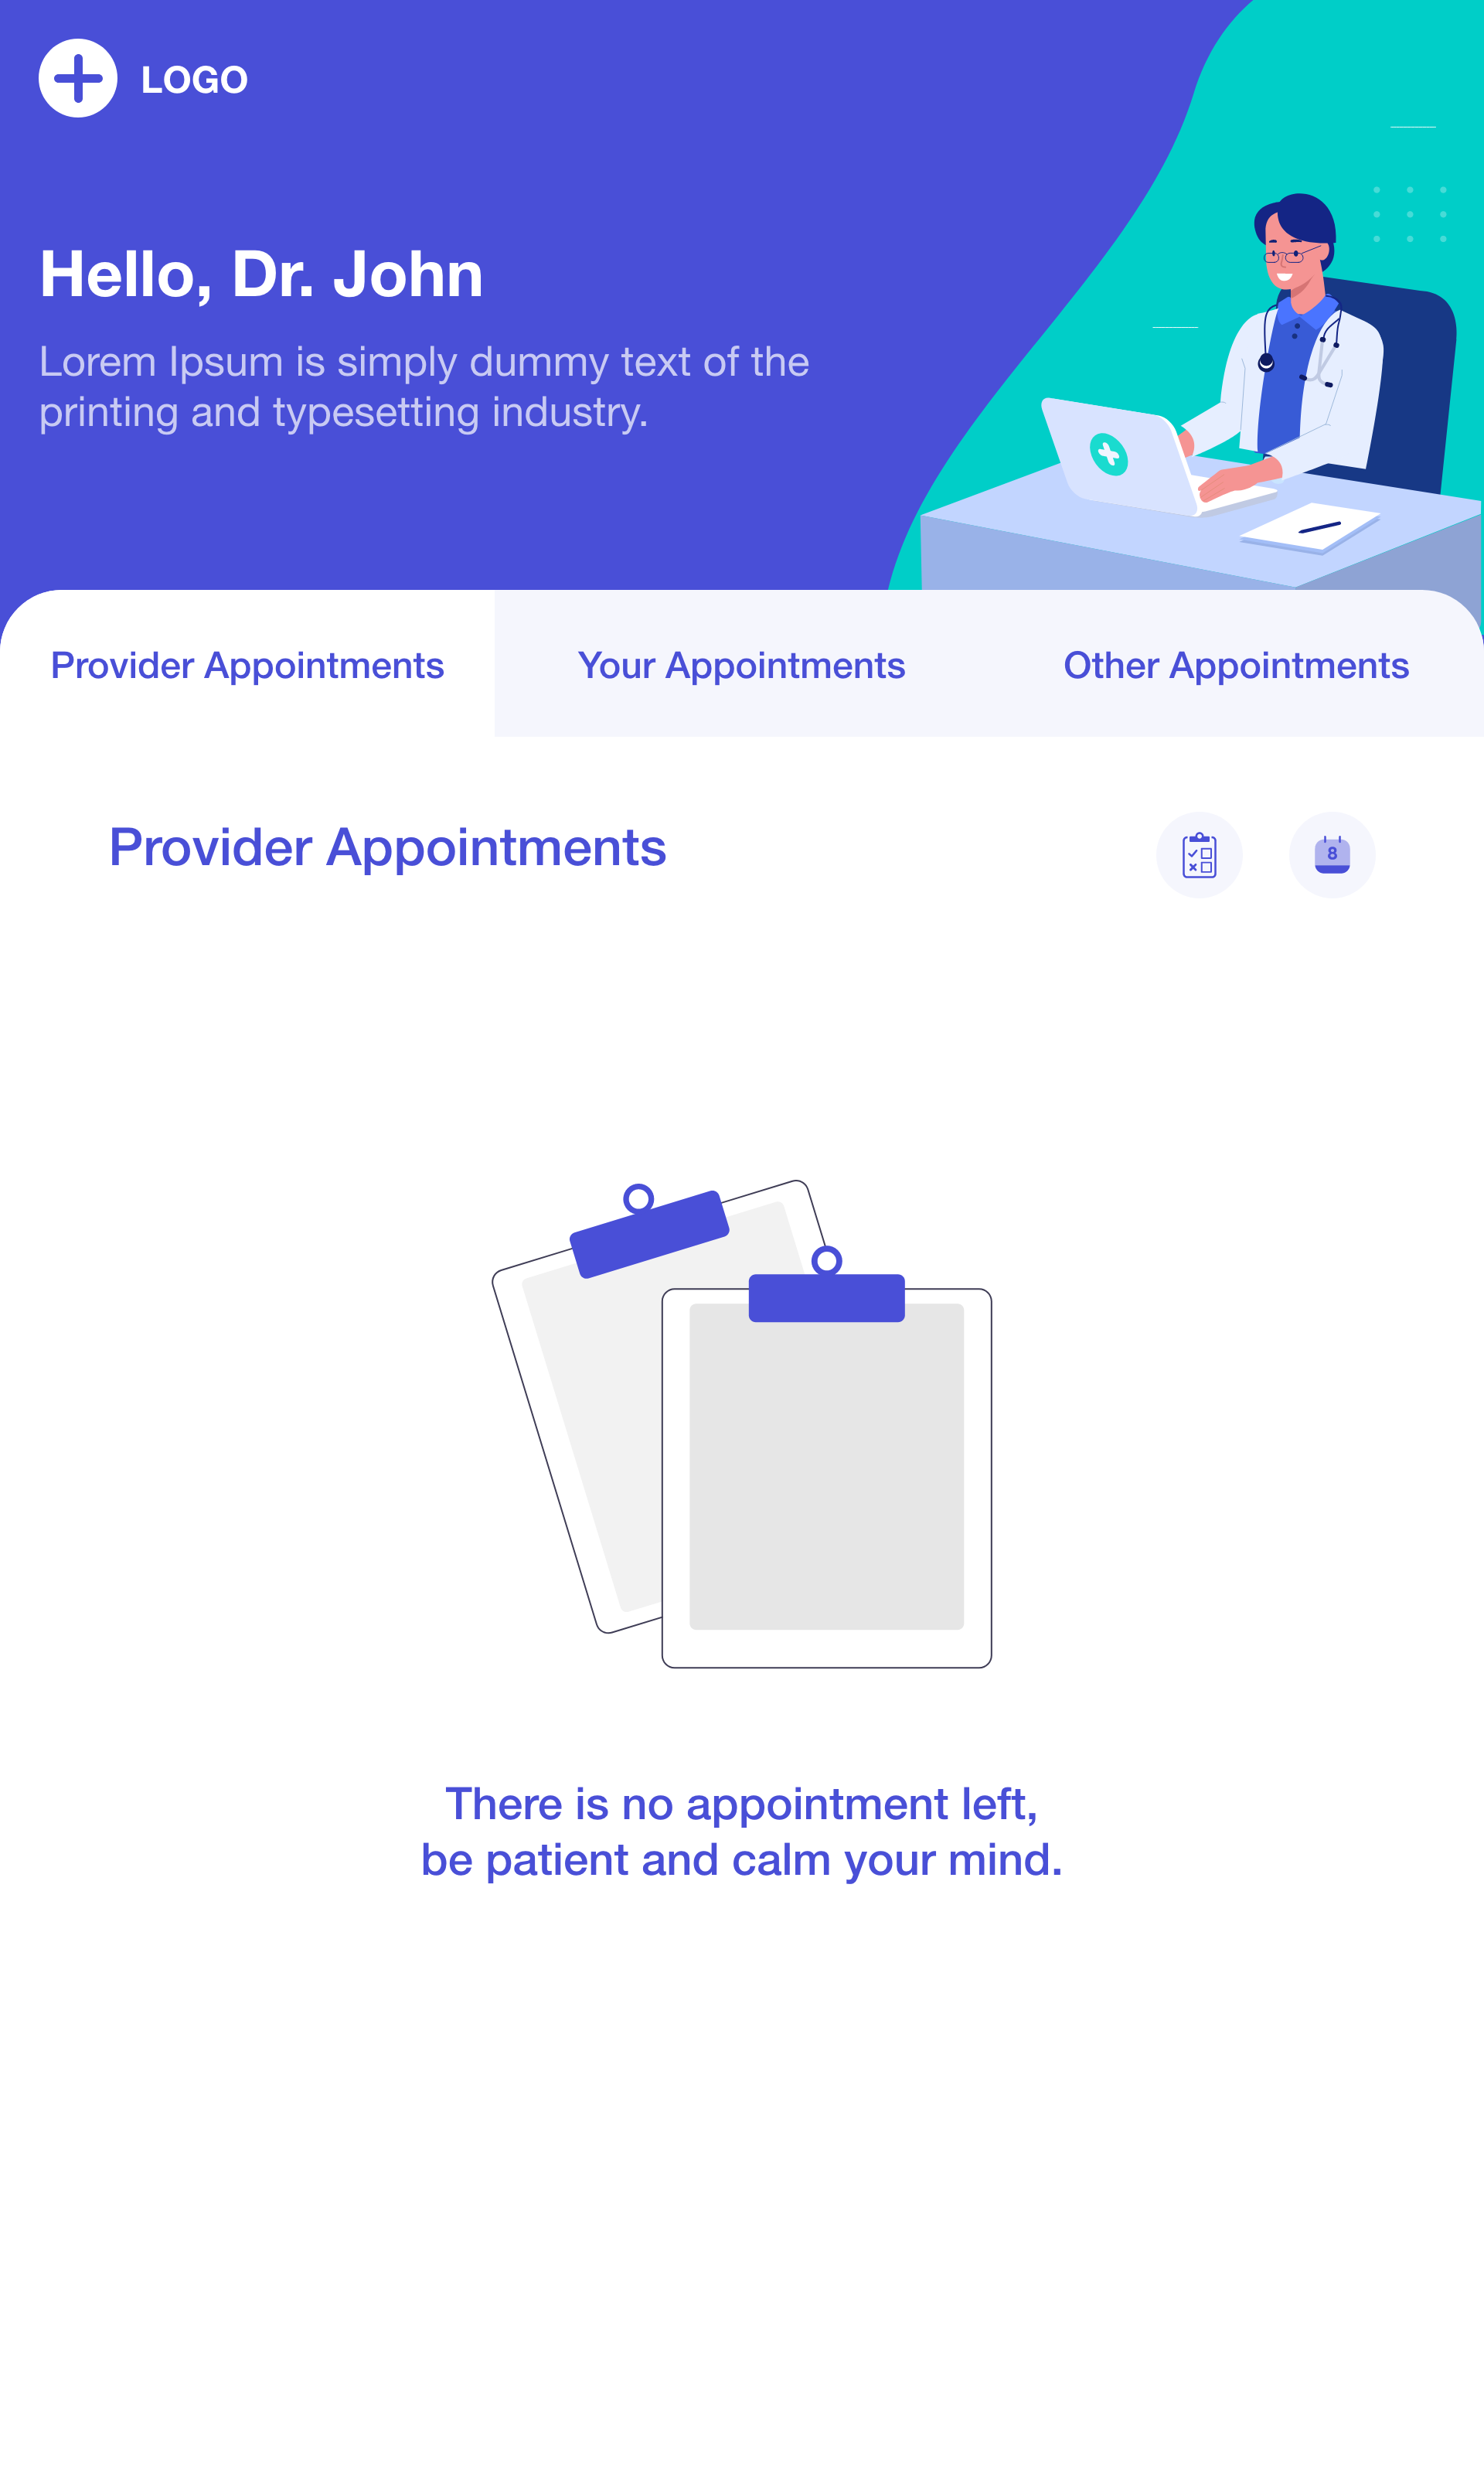 LOGO
Hello, Dr. John
Lorem Ipsum is simply dummy text of the
printing and typesetting industry.
Provider Appointments
Your Appointments
Other Appointments
Provider Appointments
8
There is no appointment left,
be patient and calm your mind.